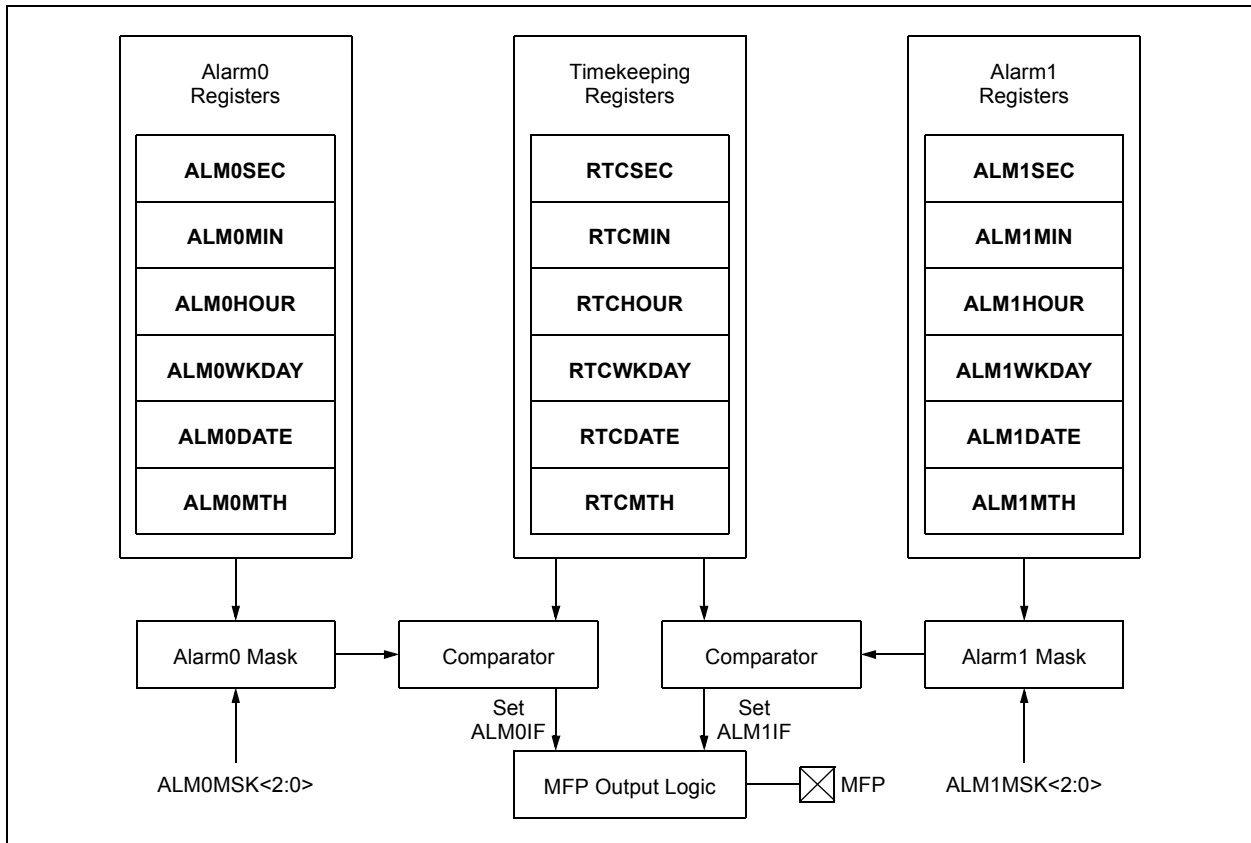 Alarm0
Registers
ALM0SEC
ALM0MIN
ALM0HOUR
ALM0WKDAY
ALM0DATE
ALM0MTH
Timekeeping
Registers
RTCSEC
RTCMIN
RTCHOUR
RTCWKDAY
RTCDATE
RTCMTH
Alarm1
Registers
ALM1SEC
ALM1MIN
ALM1HOUR
ALM1WKDAY
ALM1DATE
ALM1MTH
Alarm0 Mask
Comparator
Comparator
Alarm1 Mask
Set
ALM0IF
Set
ALM1IF
ALM0MSK<2:0>
MFP Output Logic
MFP
ALM1MSK<2:0>